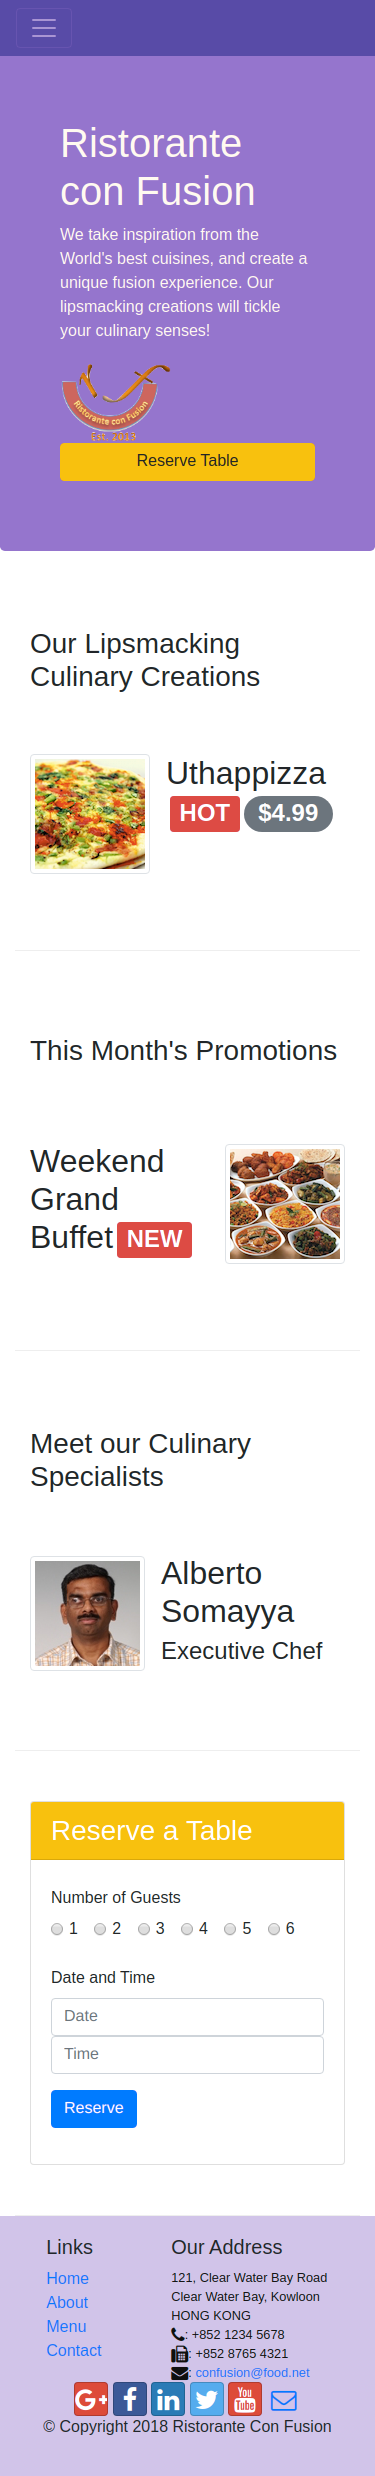 Ristorante
con Fusion
We take inspiration from the
World's best cuisines, and create a
unique fusion experience. Our
lipsmacking creations will tickle
your culinary senses!
Ristorante con Fusion
EST. 2013
Reserve Table
Our Lipsmacking
Culinary Creations
Uthappizza
HOT $4.99
This Month's Promotions
Weekend
Grand
Buffet NEW
Meet our Culinary
Specialists
Alberto
Somayya
Executive Chef
Reserve a Table
Number of Guests
1 2 3 4 5 6
Date and Time
Date
Time
Reserve
Links
Home
About
Menu
Contact
Our Address
121, Clear Water Bay Road
Clear Water Bay, Kowloon
HONG KONG
: +852 1234 5678
: +852 8765 4321
: confusion@food.net
G+ f in You Tube
© Copyright 2018 Ristorante Con Fusion